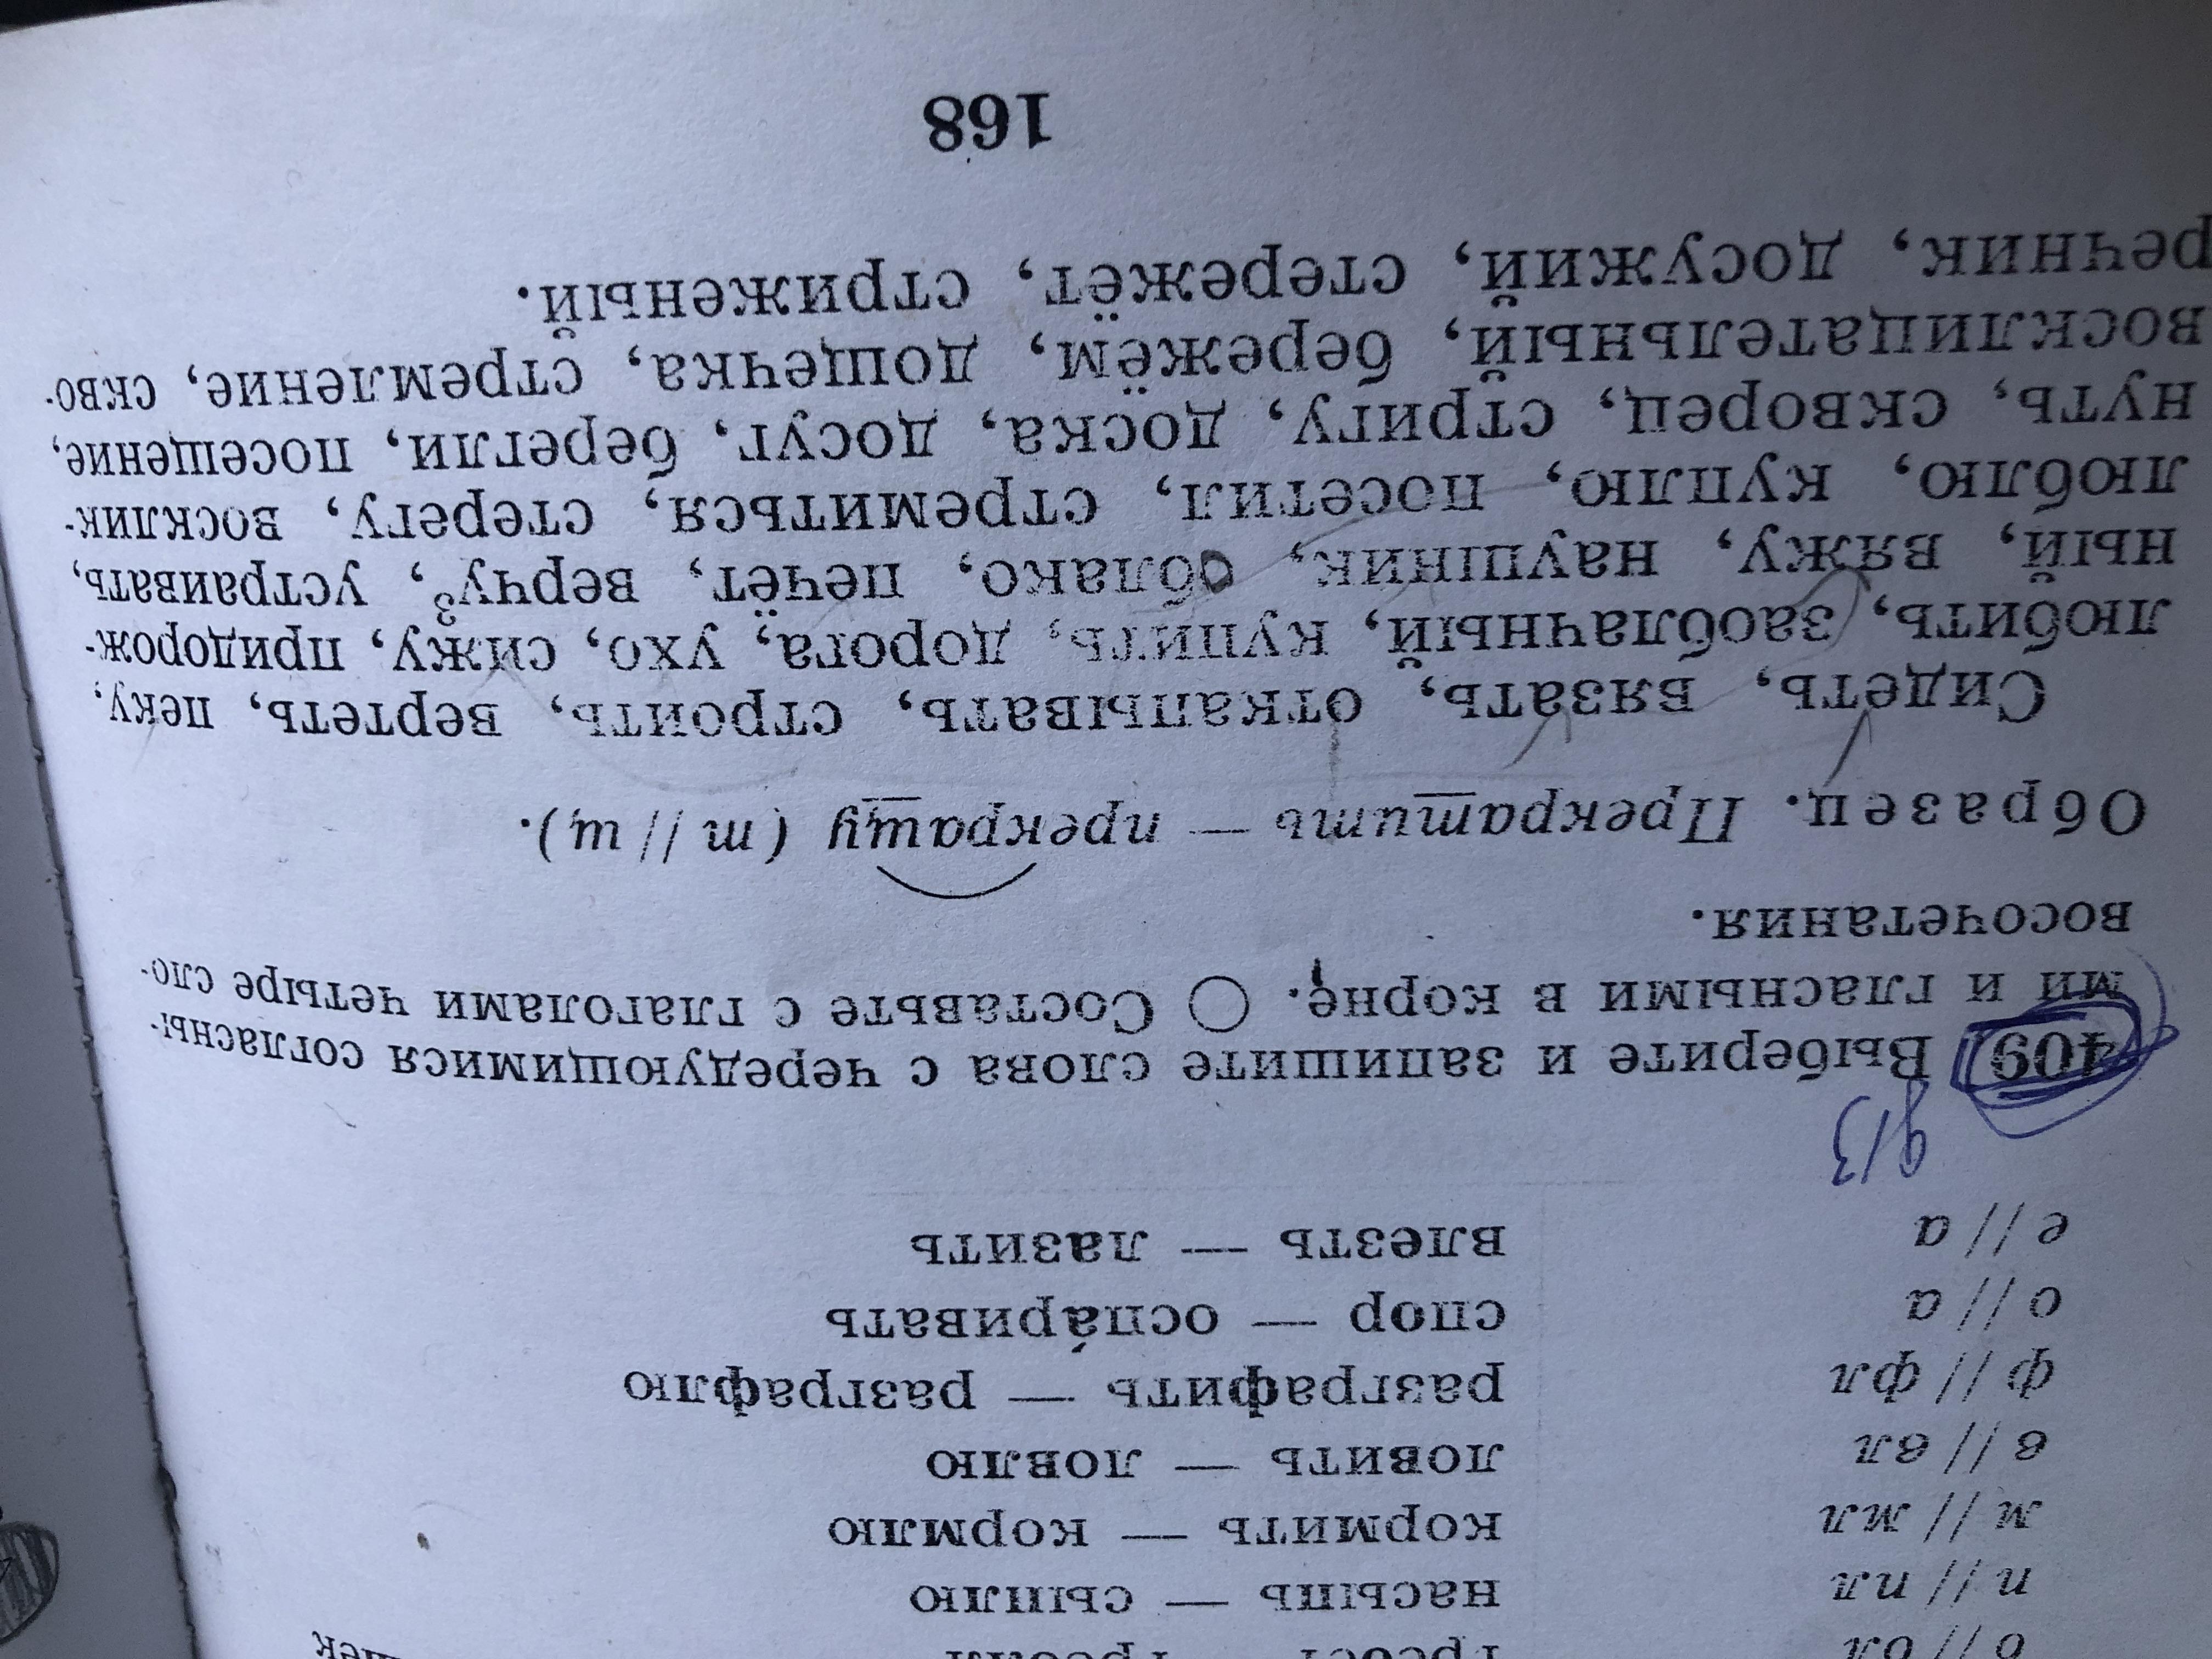 насыпь — сыплю
п // пл
кормить — кормлю
м // мл
ловить — ловлю
в // вл
разграфить — разграфлю
ф // фл
спор — оспа́ривать
о // а
влезть — лазить
е // а
д/з
409. Выберите и запишите слова с чередующимися согласны-
ми и гласными в корне. ○ Составьте с глаголами четыре сло-
восочетания.
Образец. Прекратить — прекращу (т // щ).
Сидеть, вязать, откапывать, строить, вертеть, пеку,
любить, заоблачный, купить, дорога, ухо, сижу, придорож-
ный, вяжу, наушник, облако, печёт, верчу³, устраивать,
люблю, куплю, посетил, стремиться, стерегу, восклик-
нуть, скворец, стригу, доска, досуг, берегли, посещение,
восклицательный, бережём, дощечка, стремление, скво-
речник, досужий, стережёт, стриженый.
168